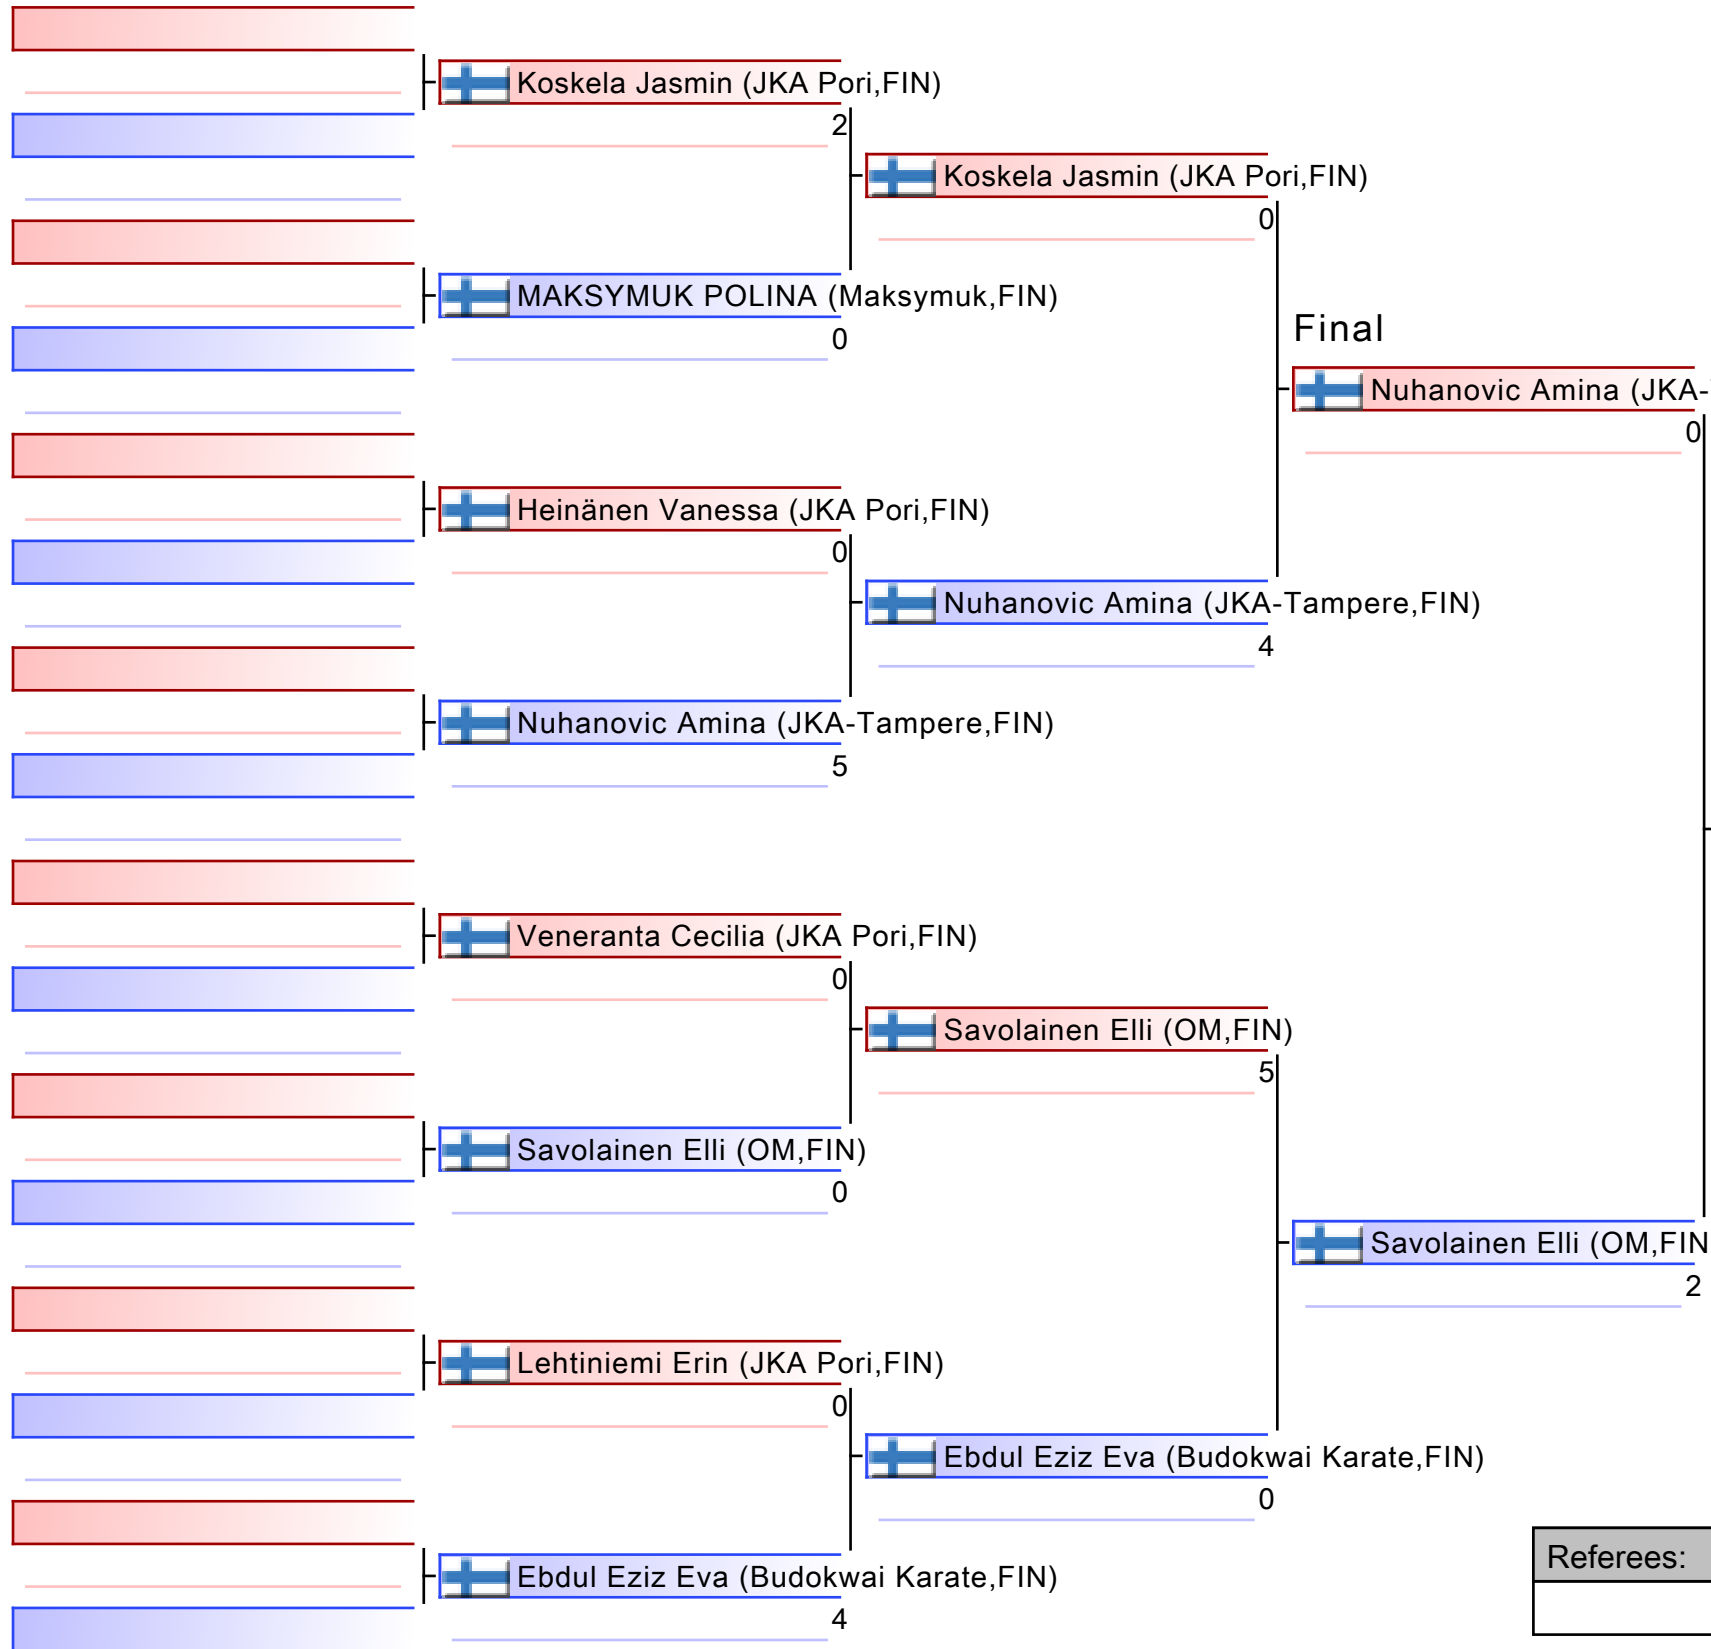 Koskela Jasmin (JKA Pori,FIN)
2
MAKSYMUK POLINA (Maksymuk,FIN)
0
Heinänen Vanessa (JKA Pori,FIN)
0
Nuhanovic Amina (JKA-Tampere,FIN)
5
Veneranta Cecilia (JKA Pori,FIN)
0
Savolainen Elli (OM,FIN)
0
Lehtiniemi Erin (JKA Pori,FIN)
0
Ebdul Eziz Eva (Budokwai Karate,FIN)
4
Koskela Jasmin (JKA Pori,FIN)
0
Nuhanovic Amina (JKA-Tampere,FIN)
4
Savolainen Elli (OM,FIN)
5
Ebdul Eziz Eva (Budokwai Karate,FIN)
0
Final
Nuhanovic Amina (JKA-
0
Savolainen Elli (OM,FIN
2
Referees: